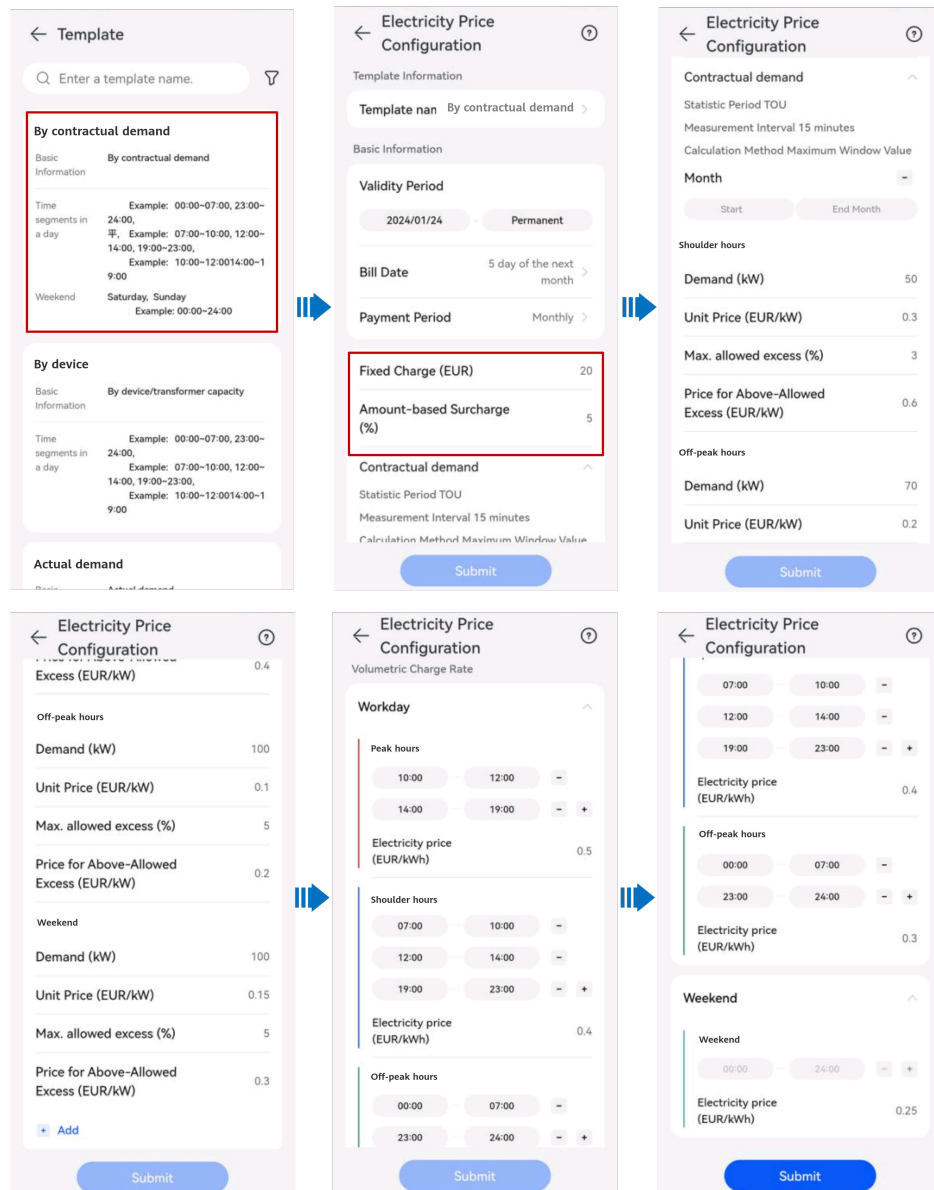 Template
Enter a template name.
By contractual demand
Basic
Information
By contractual demand
Time
segments in
a day
Example: 00:00~07:00, 23:00~
24:00,
平, Example: 07:00~10:00, 12:00~
14:00, 19:00~23:00,
Example: 10:00~12:0014:00~1
9:00
Weekend
Saturday, Sunday
Example: 00:00~24:00
By device
Basic
Information
By device/transformer capacity
Time
segments in
a day
Example: 00:00~07:00, 23:00~
24:00,
Example: 07:00~10:00, 12:00~
14:00, 19:00~23:00,
Example: 10:00~12:0014:00~1
9:00
Actual demand
Basic
Actual demand
Electricity Price
Configuration
Template Information
Template nan By contractual demand
Basic Information
Validity Period
2024/01/24 - Permanent
Bill Date
5 day of the next
month
Payment Period Monthly
Fixed Charge (EUR) 20
Amount-based Surcharge
(%)
5
Contractual demand
Statistic Period TOU
Measurement Interval 15 minutes
Calculation Method Maximum Window Value
Submit
Electricity Price
Configuration
Contractual demand
Statistic Period TOU
Measurement Interval 15 minutes
Calculation Method Maximum Window Value
Month -
Start End Month
Shoulder hours
Demand (kW) 50
Unit Price (EUR/kW) 0.3
Max. allowed excess (%) 3
Price for Above-Allowed
Excess (EUR/kW)
0.6
Off-peak hours
Demand (kW) 70
Unit Price (EUR/kW) 0.2
Submit
Electricity Price
Configuration
Price for Above-Allowed
Excess (EUR/kW)
0.4
Off-peak hours
Demand (kW) 100
Unit Price (EUR/kW) 0.1
Max. allowed excess (%) 5
Price for Above-Allowed
Excess (EUR/kW)
0.2
Weekend
Demand (kW) 100
Unit Price (EUR/kW) 0.15
Max. allowed excess (%) 5
Price for Above-Allowed
Excess (EUR/kW)
0.3
+ Add
Submit
Electricity Price
Configuration
Volumetric Charge Rate
Workday
Peak hours
10:00 - 12:00 -
14:00 - 19:00 - +
Electricity price
(EUR/kWh)
0.5
Shoulder hours
07:00 - 10:00 -
12:00 - 14:00 -
19:00 - 23:00 - +
Electricity price
(EUR/kWh)
0.4
Off-peak hours
00:00 - 07:00 -
23:00 - 24:00 - +
Submit
Electricity Price
Configuration
07:00 - 10:00 -
12:00 - 14:00 -
19:00 - 23:00 - +
Electricity price
(EUR/kWh)
0.4
Off-peak hours
00:00 - 07:00 -
23:00 - 24:00 - +
Electricity price
(EUR/kWh)
0.3
Weekend
Weekend
00:00 - 24:00 - +
Electricity price
(EUR/kWh)
0.25
Submit